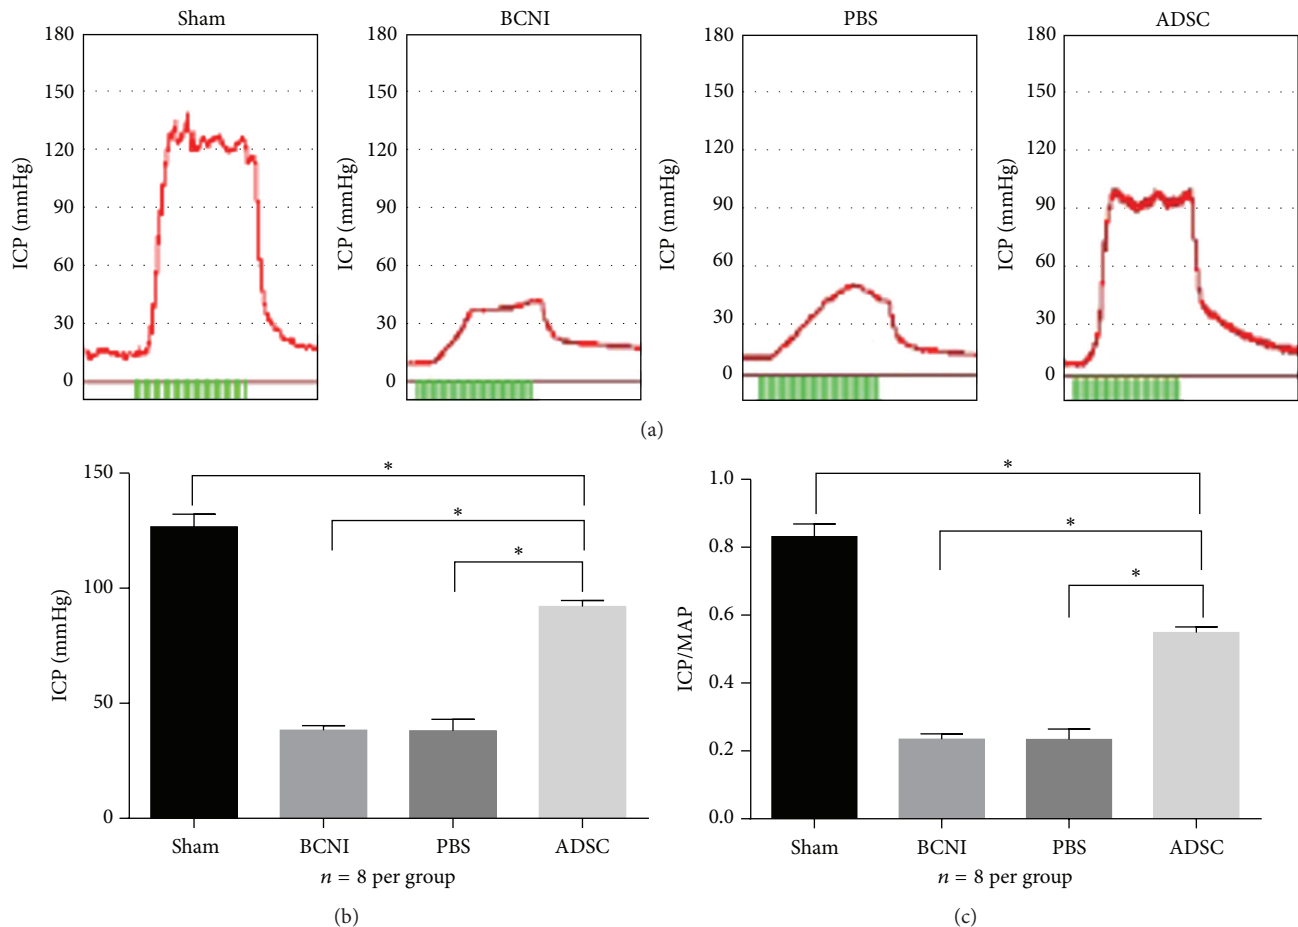 Sham
BCNI
PBS
ADSC
ICP (mmHg)
180
150
120
90
60
30
0
ICP (mmHg)
180
150
120
90
60
30
0
ICP (mmHg)
180
150
120
90
60
30
0
ICP (mmHg)
180
150
120
90
60
30
0
(a)
ICP (mmHg)
150
100
50
0
*
*
*
Sham
BCNI
PBS
ADSC
n = 8 per group
(b)
ICP/MAP
1.0
0.8
0.6
0.4
0.2
0.0
*
*
*
Sham
BCNI
PBS
ADSC
n = 8 per group
(c)